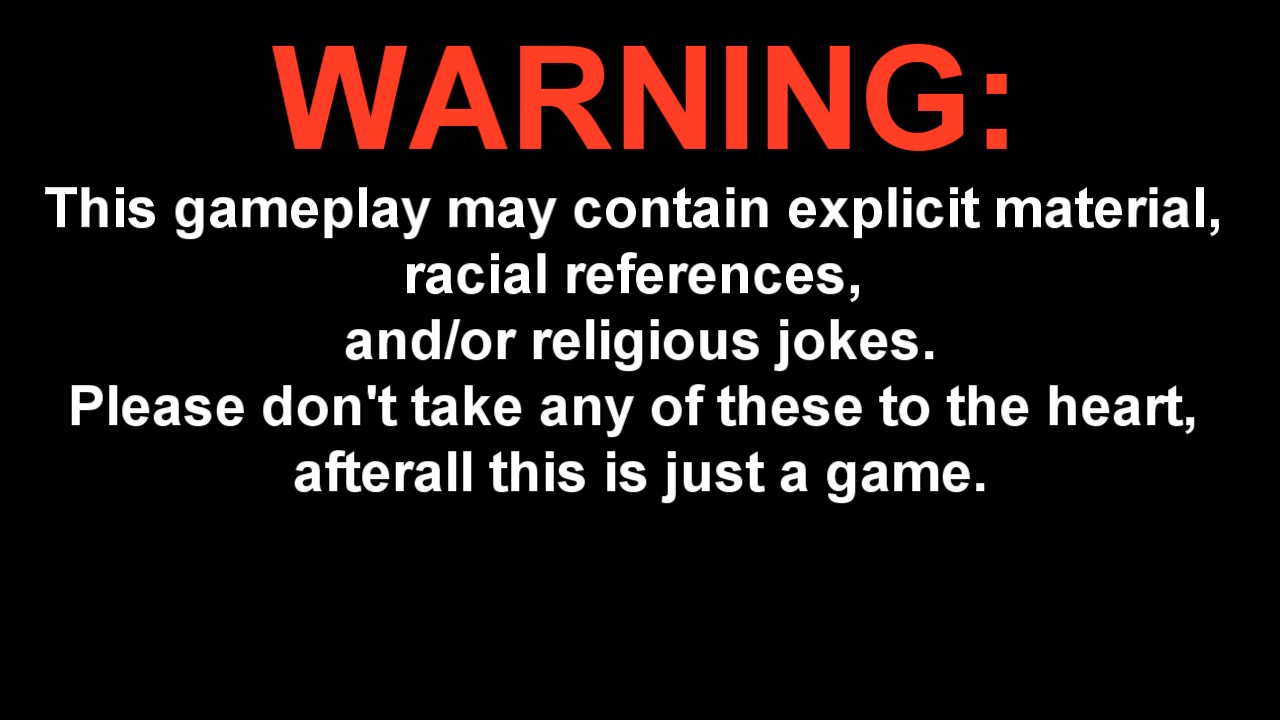 WARNING:
This gameplay may contain explicit material,
racial references,
and/or religious jokes.
Please don't take any of these to the heart,
afterall this is just a game.